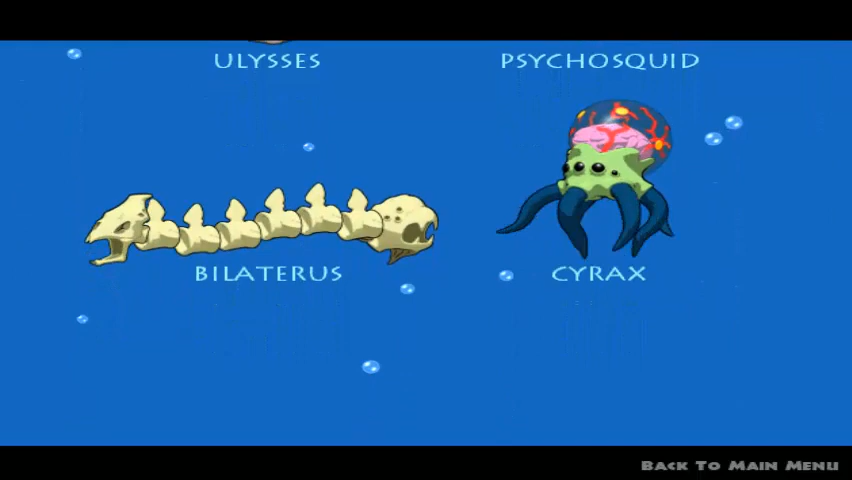 ULYSSES
PSYCHOSQUID
BILATERUS
CYRAX
BACK TO MAIN MENU